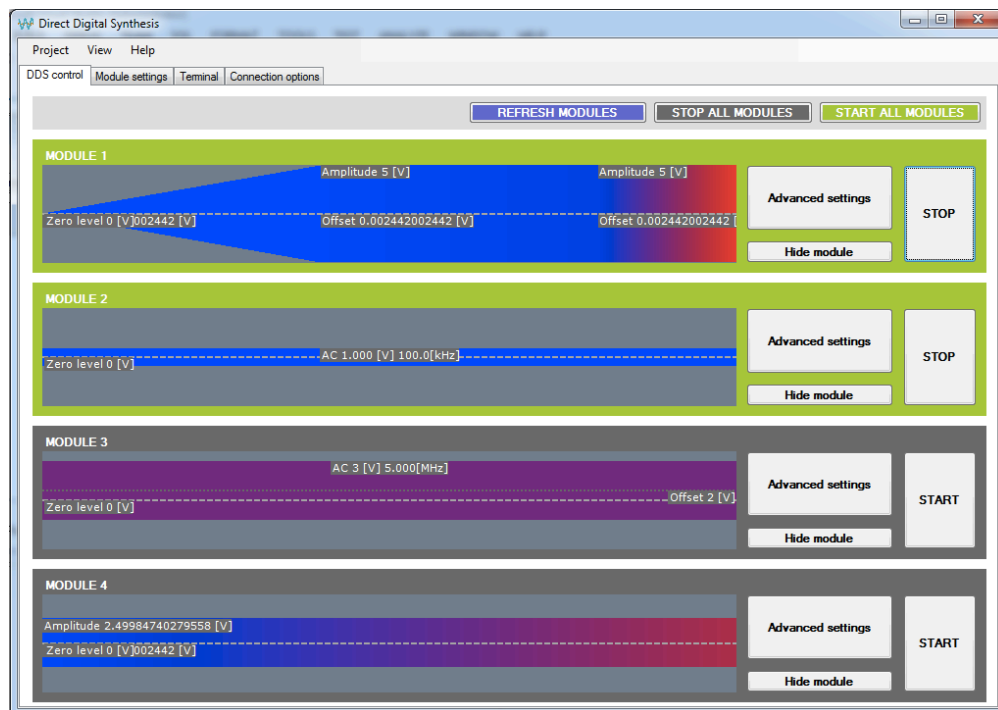 Direct Digital Synthesis
Project View Help
DDS control Module settings Terminal Connection options
REFRESH MODULES STOP ALL MODULES START ALL MODULES
MODULE 1
Amplitude 5 [V] Amplitude 5 [V]
Zero level 0 [V]002442 [V] Offset 0.002442002442 [V] Offset 0.002442002442 [
Advanced settings
Hide module
STOP
MODULE 2
AC 1.000 [V] 100.0[kHz]
Zero level 0 [V]
Advanced settings
Hide module
STOP
MODULE 3
AC 3 [V] 5.000[MHz]
Offset 2 [V]
Zero level 0 [V]
Advanced settings
Hide module
START
MODULE 4
Amplitude 2.49984740279558 [V]
Zero level 0 [V]002442 [V]
Advanced settings
Hide module
START